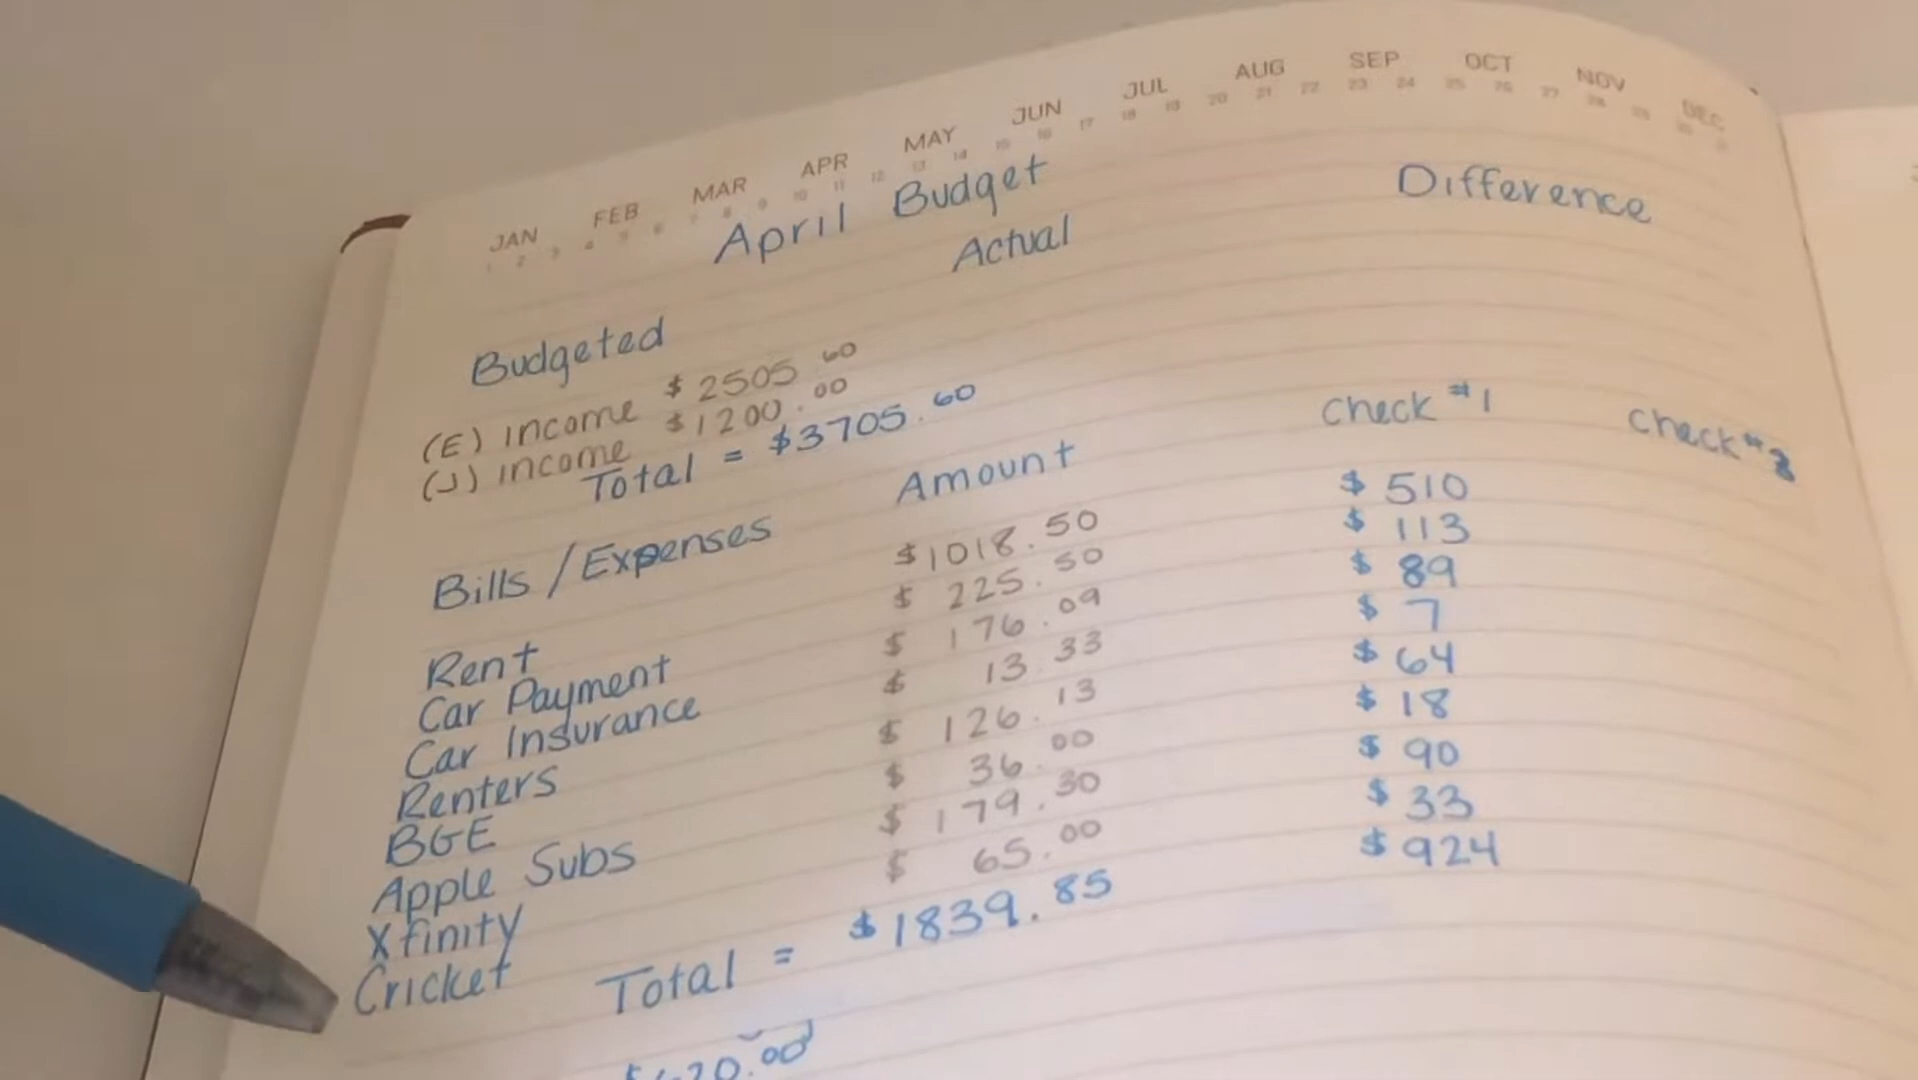 JAN FEB MAR APR MAY JUN JUL AUG SEP OCT NOV DEC
April Budget
Budgeted Actual Difference
(E) income $2505.60
(J) income $1200.00
Total = $3705.60
Bills/Expenses Amount Check #1 Check #
Rent $1018.50 $510
Car Payment $225.50 $113
Car Insurance $176.09 $89
Renters $13.33 $7
BGE $126.13 $64
Apple Subs $36.00 $18
Xfinity $179.30 $90
Cricket $65.00 $33
Total = $1839.85 $924